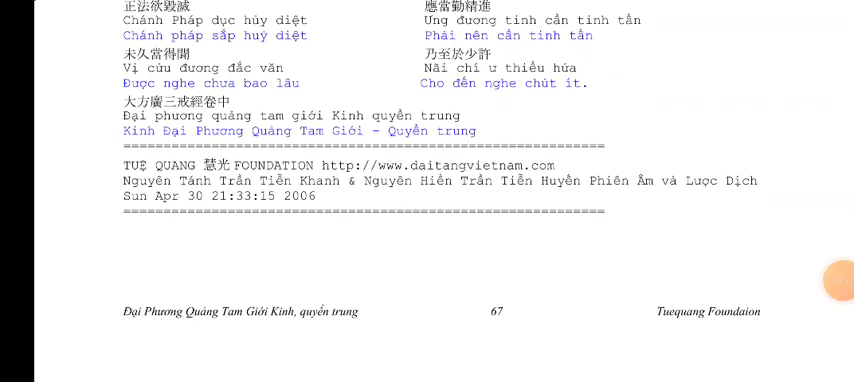 正法欲毀滅 應當勤精進
Chánh Pháp dục hủy diệt Ưng đương tinh cần tinh tấn
Chánh pháp sắp huỷ diệt Phải nên cần tinh tấn
未久當得聞 乃至於少許
Vị cửu đương đắc văn Nãi chí ư thiểu hứa
Được nghe chưa bao lâu Cho đến nghe chút ít.
大方廣三戒經卷中
Đại phương quảng tam giới Kinh quyển trung
Kinh Đại Phương Quảng Tam Giới - Quyển trung
============================================================
TUỆ QUANG 慧光 FOUNDATION http://www.daitangvietnam.com
Nguyên Tánh Trần Tiễn Khanh & Nguyên Hiển Trần Tiễn Huyến Phiên Âm và Lược Dịch
Sun Apr 30 21:33:15 2006
============================================================
Đại Phương Quảng Tam Giới Kinh, quyển trung 67 Tuequang Foundaion